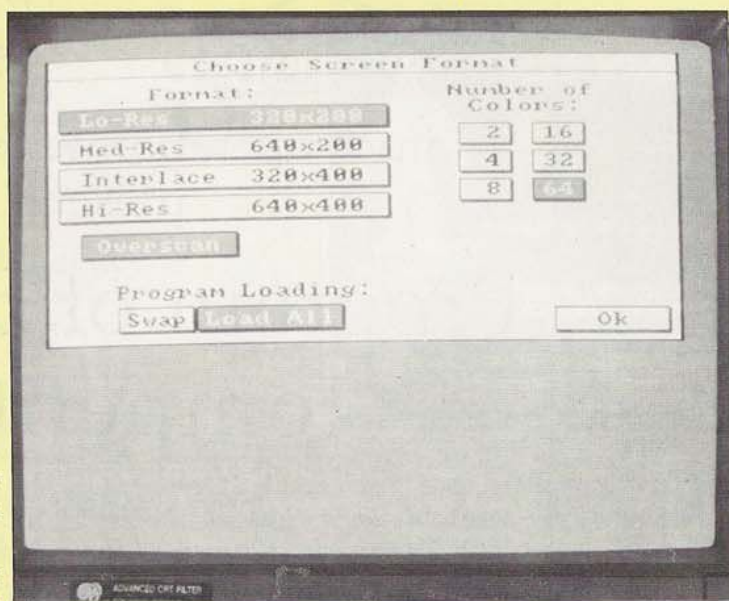 Choose Screen Format
Format:
Lo-Res 320x200
Med-Res 640x200
Interlace 320x400
Hi-Res 640x400
Overscan
Number of
Colors:
2 16
4 32
8 64
Program Loading:
Swap Load All
Ok
ADVANCED CRT FILTER